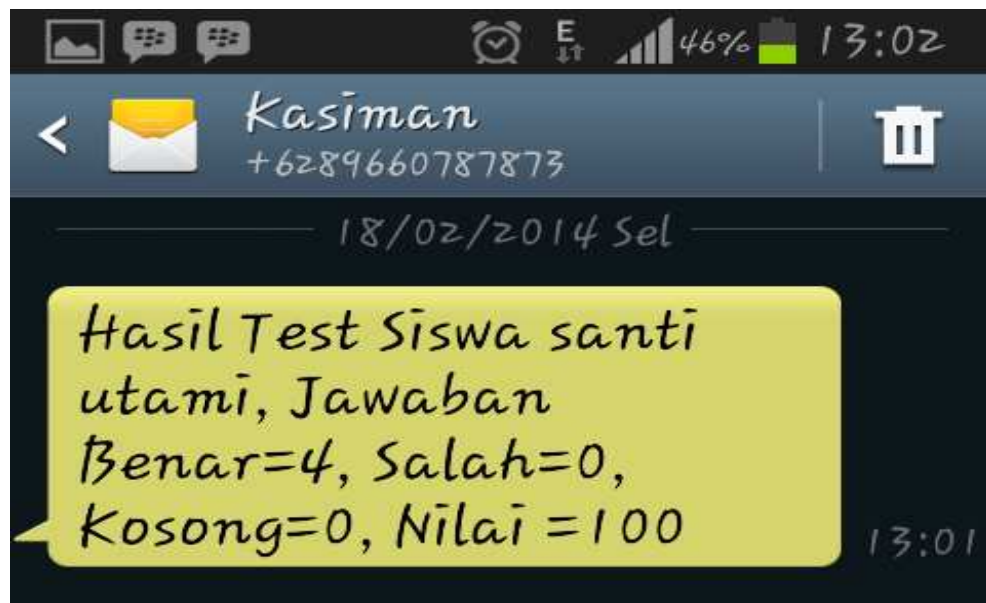 E 46% 13:02
Kasiman
+6289660787873
18/02/2014 Sel
Hasil Test Siswa santi
utami, Jawaban
Benar=4, Salah=0,
Kosong=0, Nilai =100
13:01